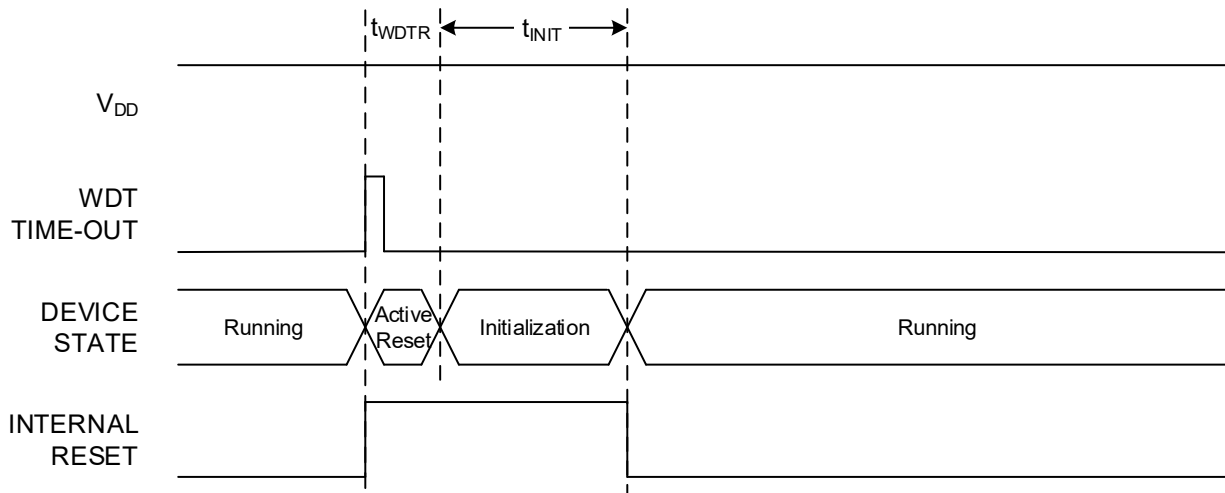 tWDTR
tINIT
VDD
WDT
TIME-OUT
DEVICE
STATE
Running
Active
Reset
Initialization
Running
INTERNAL
RESET